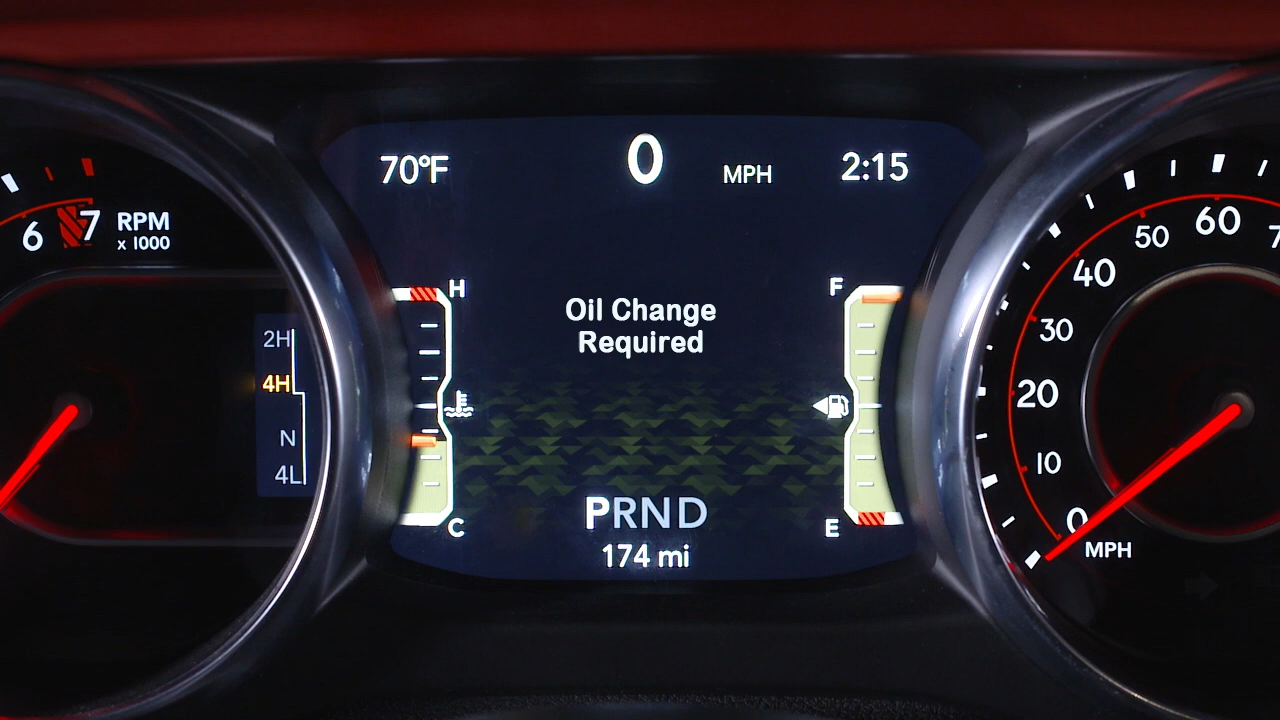 70°F 0 MPH 2:15
6 7 RPM
x 1000
2H
4H
N
4L
H
C
Oil Change
Required
F
E
PRND
174 mi
0 10 20 30 40 50 60
MPH